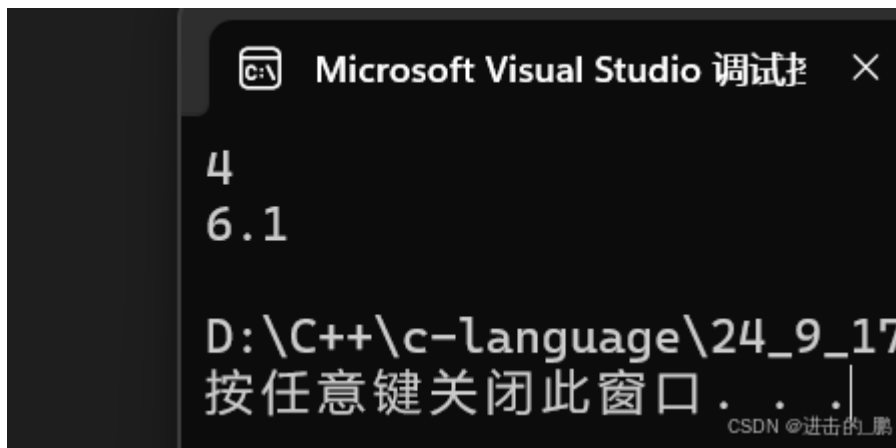 Microsoft Visual Studio 调试
4
6.1
D:\C++\c-language\24_9_17
按任意键关闭此窗口. . .
CSDN @进击的_鹏